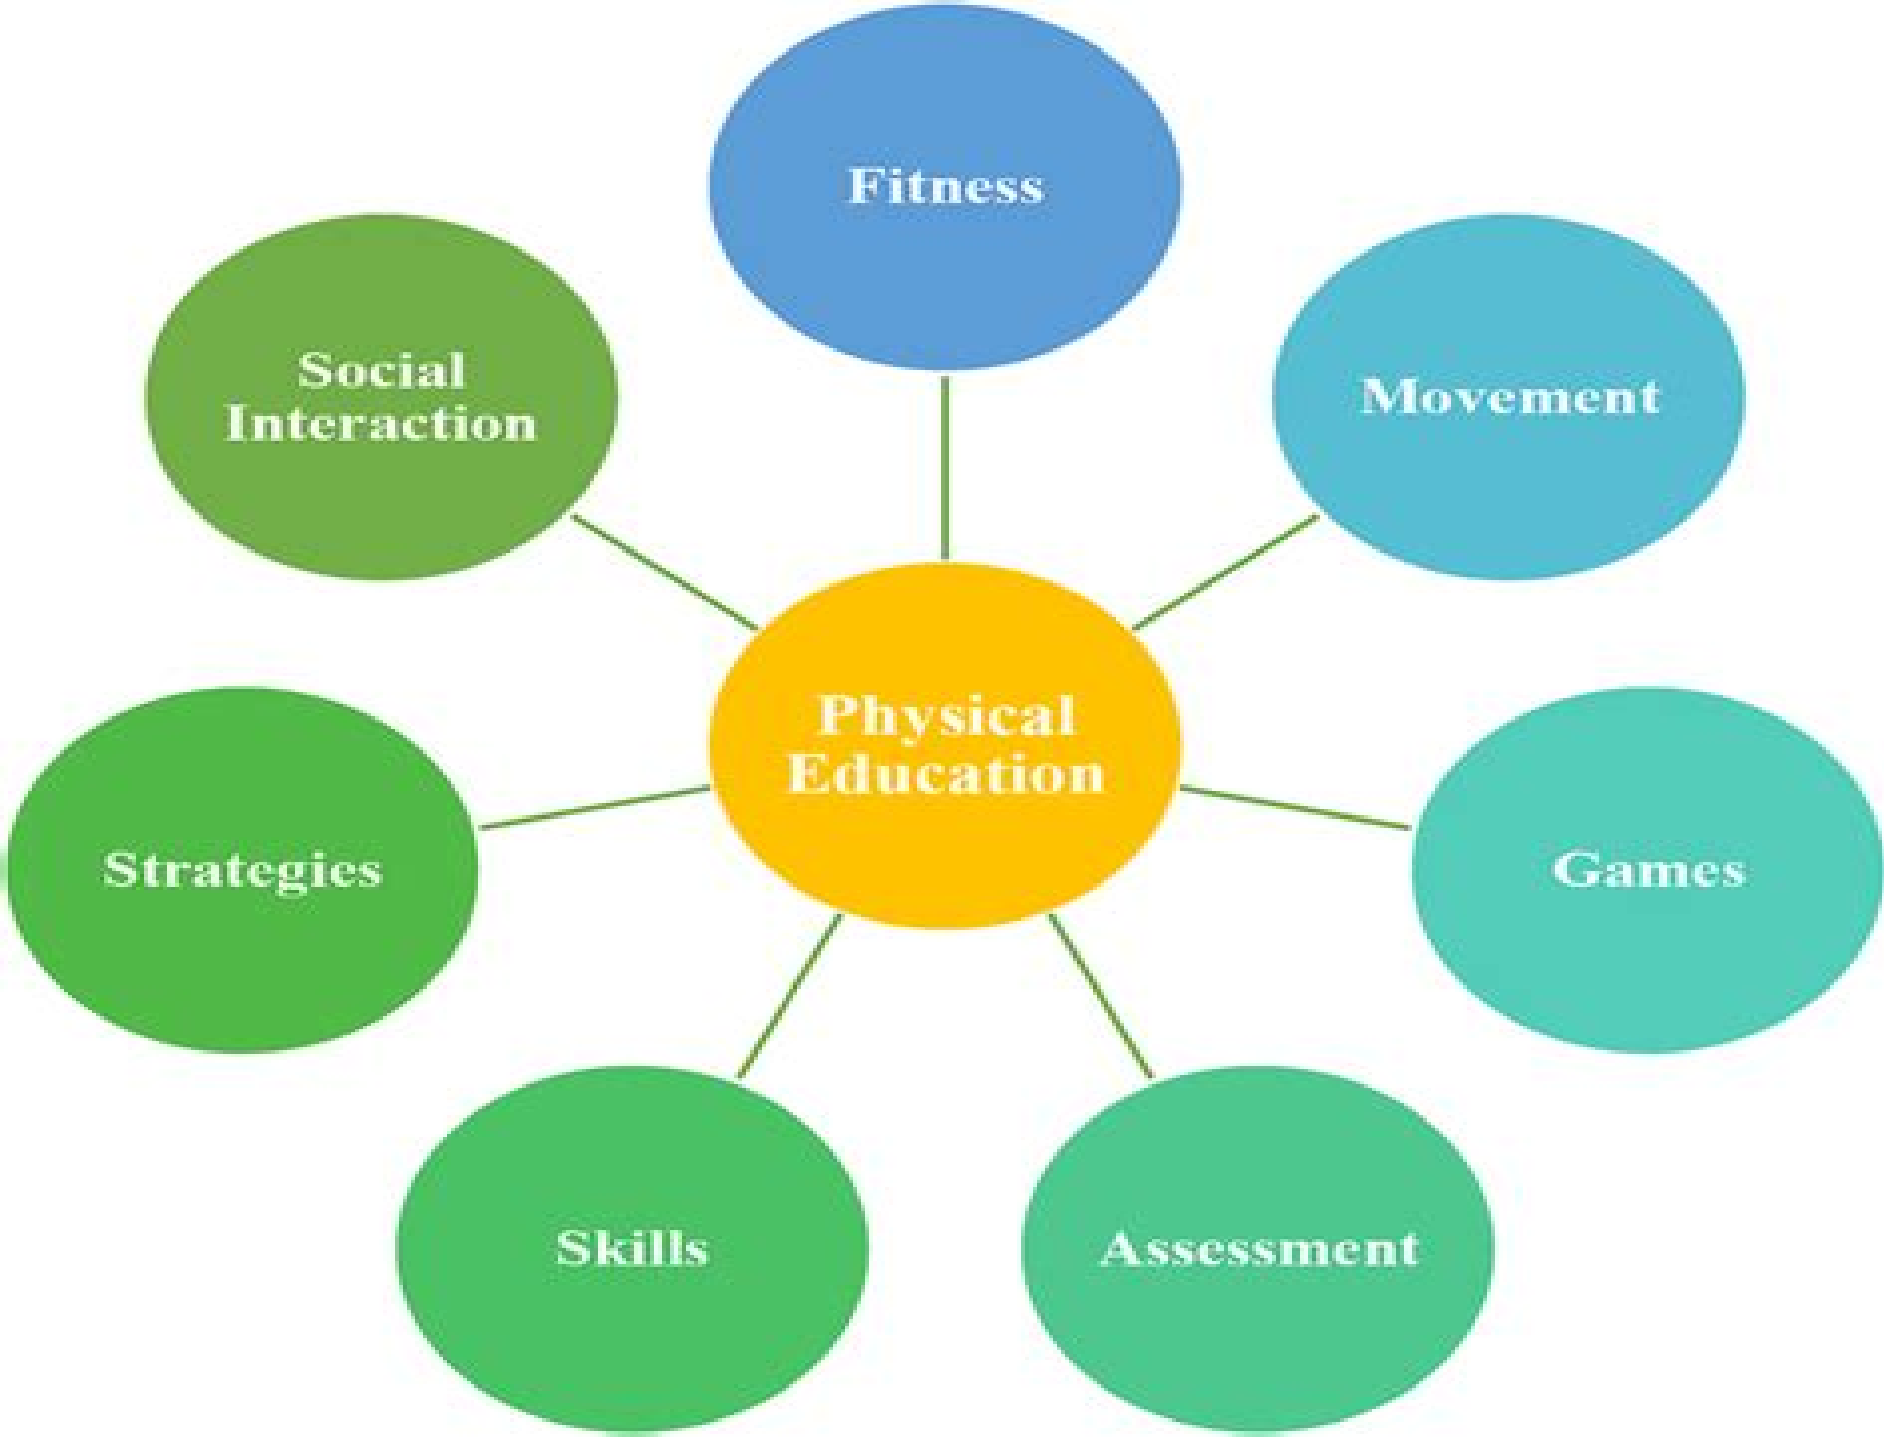 Fitness
Social
Interaction
Movement
Physical
Education
Strategies
Games
Skills
Assessment